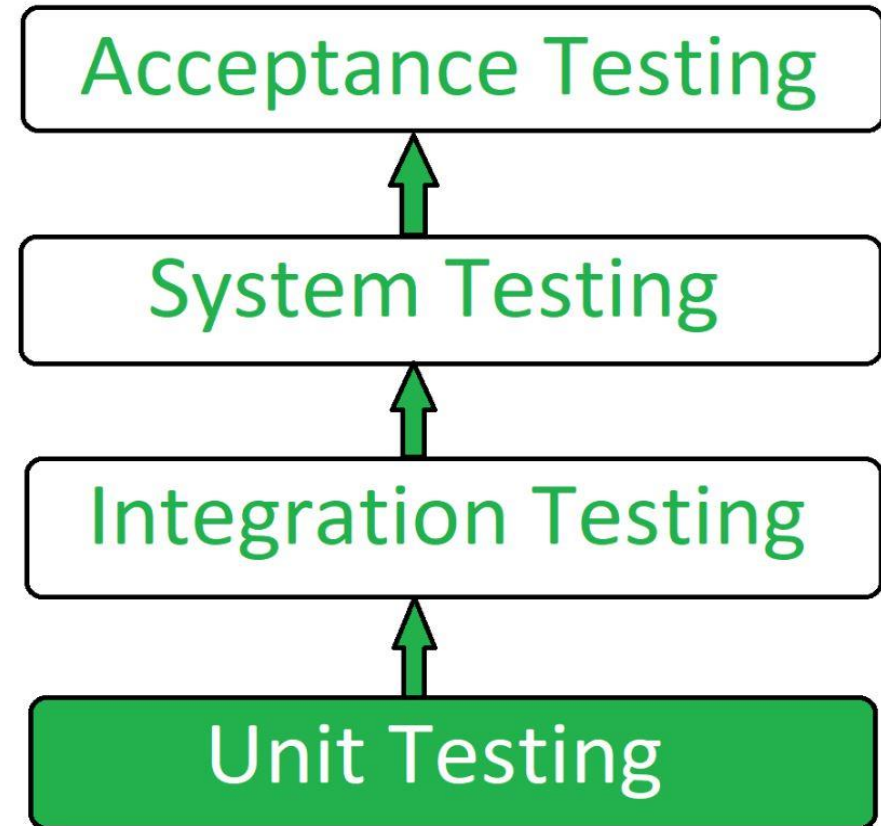 Acceptance Testing
System Testing
Integration Testing
Unit Testing